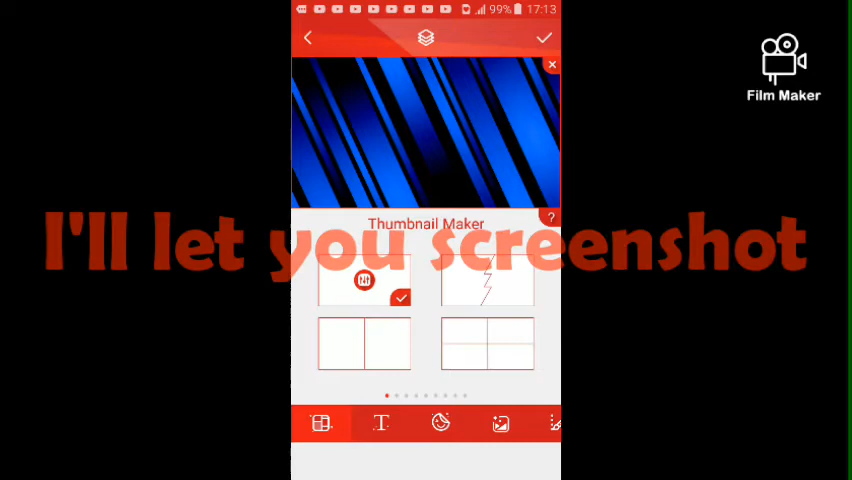 99% 17:13
Film Maker
Thumbnail Maker
?
I'll let you screenshot
T